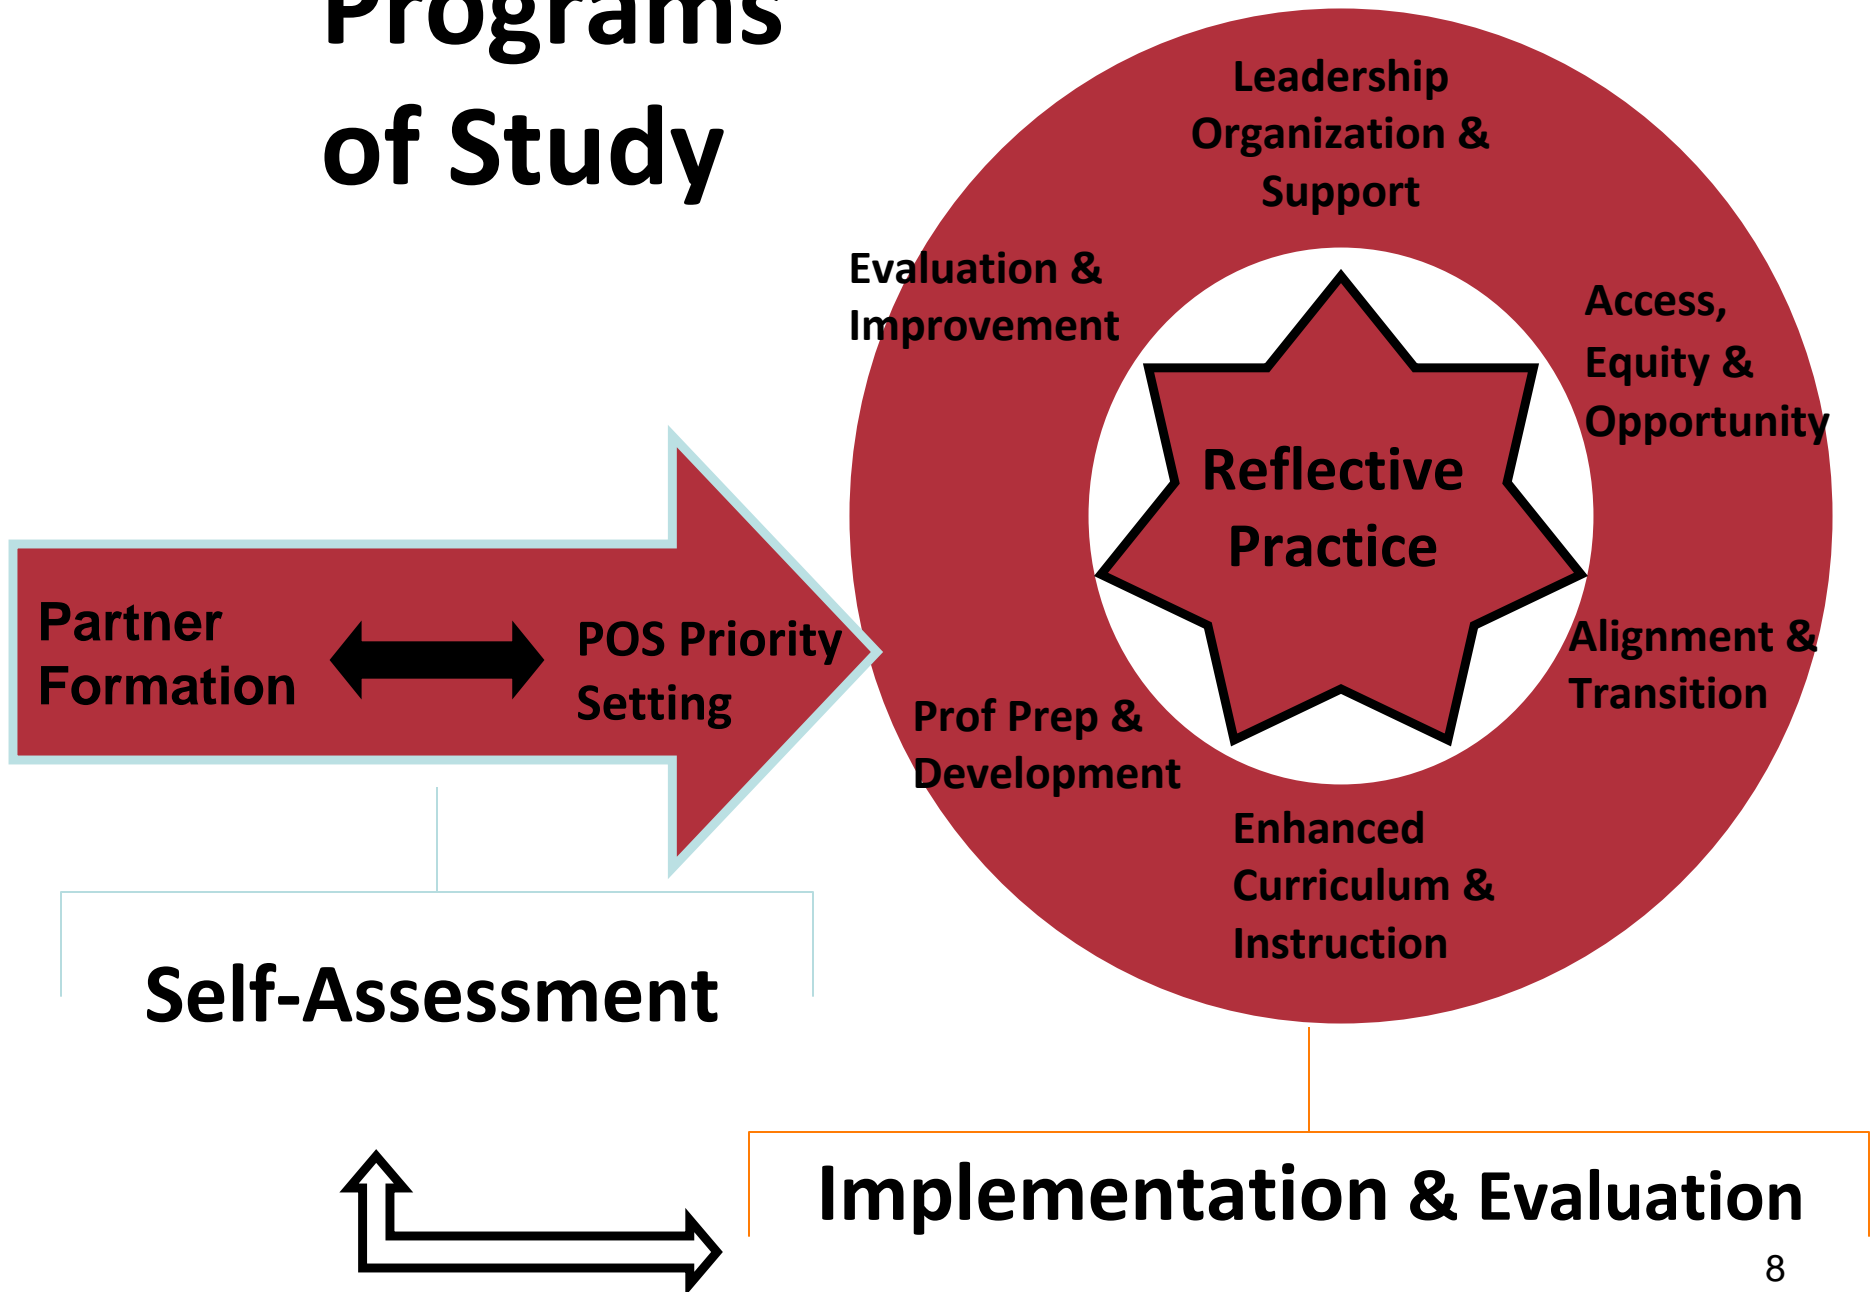 Programs
of Study
Leadership
Organization &
Support
Evaluation &
Improvement
Access,
Equity &
Opportunity
Reflective
Practice
Partner
Formation
POS Priority
Setting
Alignment &
Transition
Prof Prep &
Development
Enhanced
Curriculum &
Instruction
Self-Assessment
Implementation & Evaluation
8